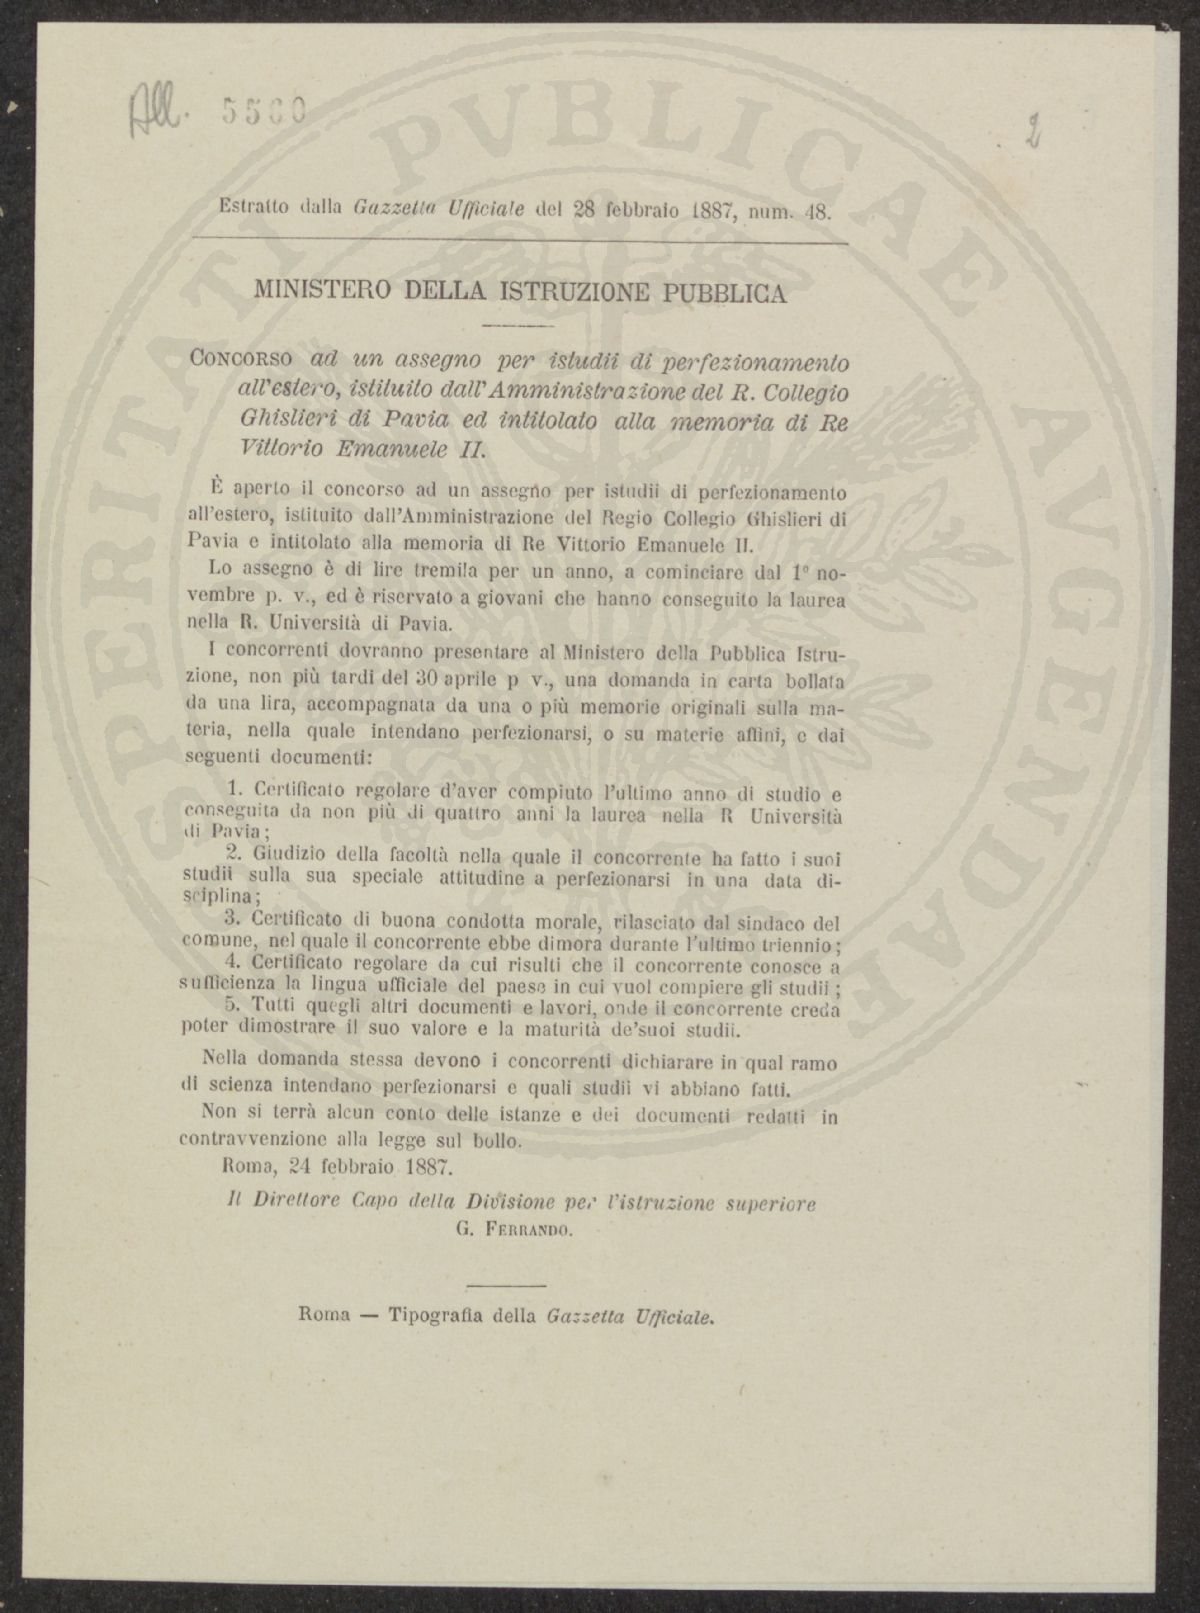 All. 5500
2
Estratto dalla Gazzetta Ufficiale del 28 febbraio 1887, num. 48.
MINISTERO DELLA ISTRUZIONE PUBBLICA
CONCORSO ad un assegno per istudii di perfezionamento
all'estero, istituito dall'Amministrazione del R. Collegio
Ghislieri di Pavia ed intitolato alla memoria di Re
Vittorio Emanuele II.
È aperto il concorso ad un assegno per istudii di perfezionamento
all'estero, istituito dall'Amministrazione del Regio Collegio Ghislieri di
Pavia e intitolato alla memoria di Re Vittorio Emanuele II.
Lo assegno è di lire tremila per un anno, a cominciare dal 1° no-
vembre p. v., ed è riservato a giovani che hanno conseguito la laurea
nella R. Università di Pavia.
I concorrenti dovranno presentare al Ministero della Pubblica Istru-
zione, non più tardi del 30 aprile p v., una domanda in carta bollata
da una lira, accompagnata da una o più memorie originali sulla ma-
teria, nella quale intendano perfezionarsi, o su materie affini, e dai
seguenti documenti:
1. Certificato regolare d'aver compiuto l'ultimo anno di studio e
conseguita da non più di quattro anni la laurea nella R Università
di Pavia;
2. Giudizio della facoltà nella quale il concorrente ha fatto i suoi
studii sulla sua speciale attitudine a perfezionarsi in una data di-
sciplina;
3. Certificato di buona condotta morale, rilasciato dal sindaco del
comune, nel quale il concorrente ebbe dimora durante l'ultimo triennio;
4. Certificato regolare da cui risulti che il concorrente conosce a
sufficienza la lingua ufficiale del paese in cui vuol compiere gli studii;
5. Tutti quegli altri documenti e lavori, onde il concorrente creda
poter dimostrare il suo valore e la maturità de'suoi studii.
Nella domanda stessa devono i concorrenti dichiarare in qual ramo
di scienza intendano perfezionarsi e quali studii vi abbiano fatti.
Non si terrà alcun conto delle istanze e dei documenti redatti in
contravvenzione alla legge sul bollo.
Roma, 24 febbraio 1887.
Il Direttore Capo della Divisione per l'istruzione superiore
G. FERRANDO.
Roma — Tipografia della Gazzetta Ufficiale.
ASPERITATI PVBLICAE AVGENDAE